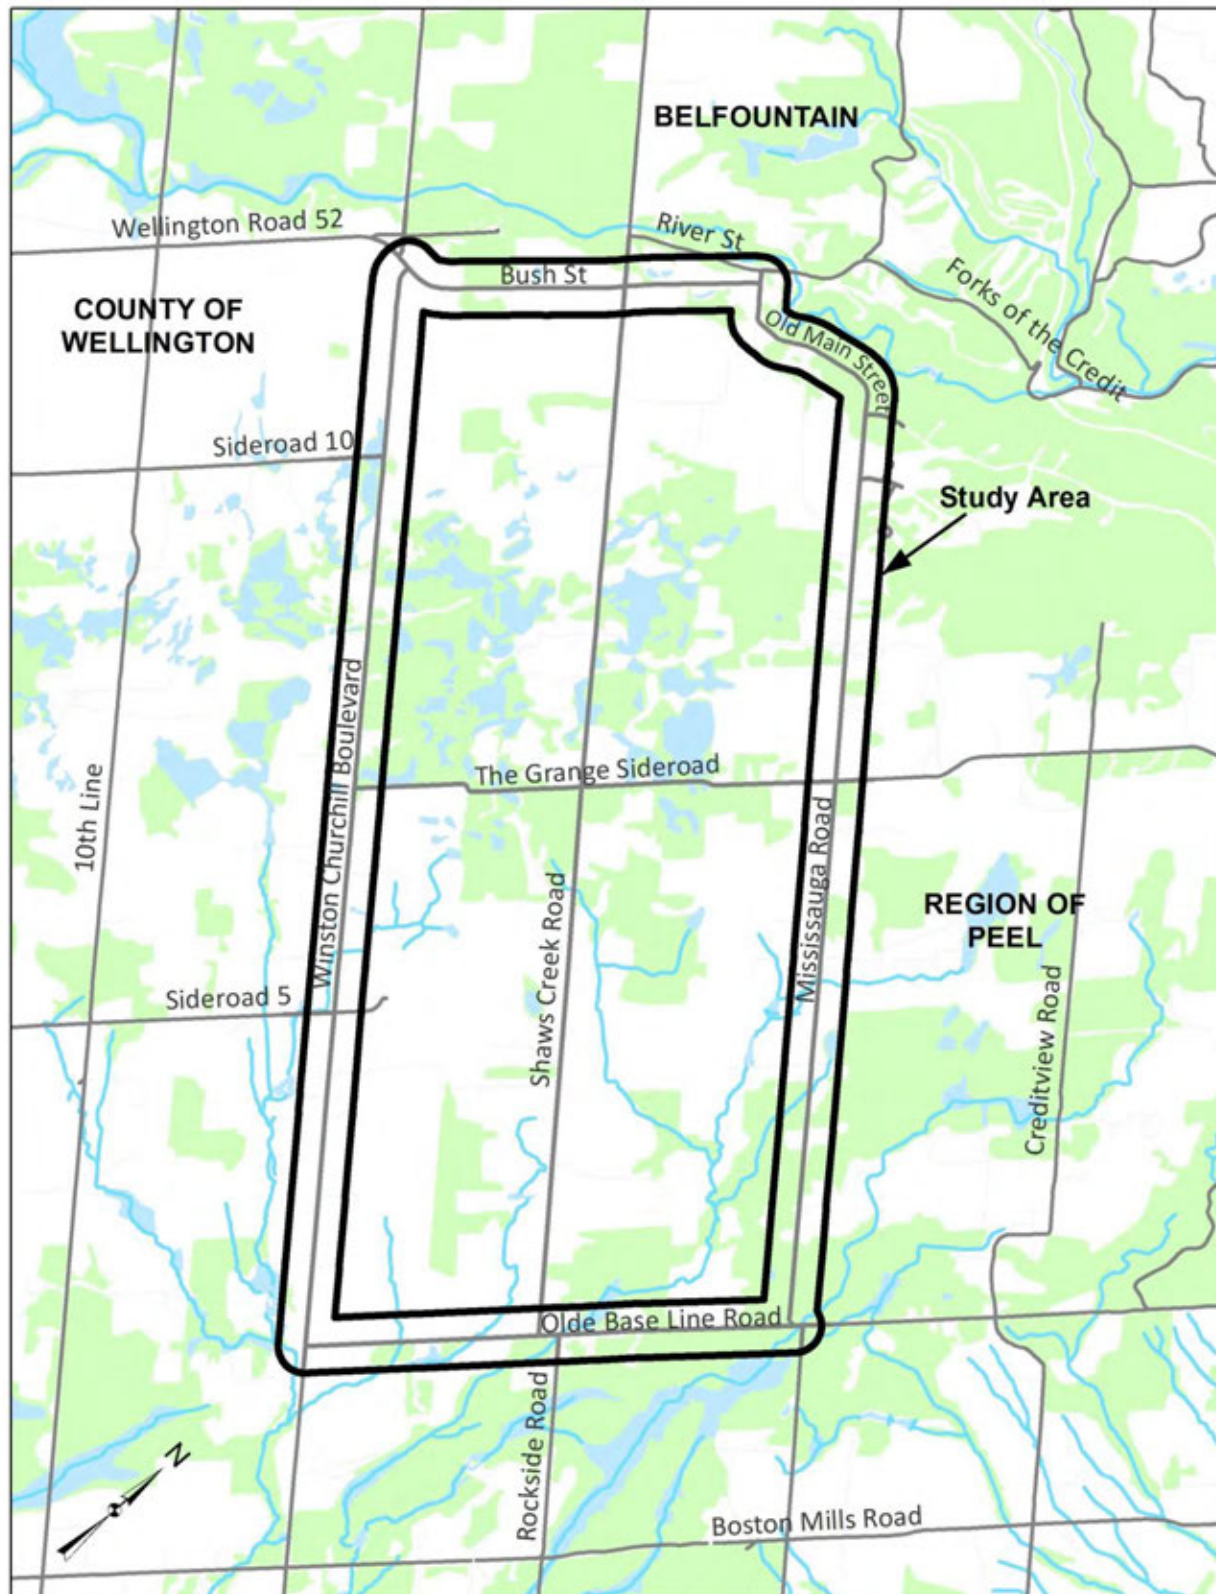 BELFOUNTAIN
Wellington Road 52
River St
Bush St
Forks of the Credit
COUNTY OF
WELLINGTON
Old Main Street
Sideroad 10
Study Area
Winston Churchill Boulevard
The Grange Sideroad
10th Line
Mississauga Road
REGION OF
PEEL
Shaws Creek Road
Sideroad 5
Creditview Road
Olde Base Line Road
Rockside Road
N
Boston Mills Road